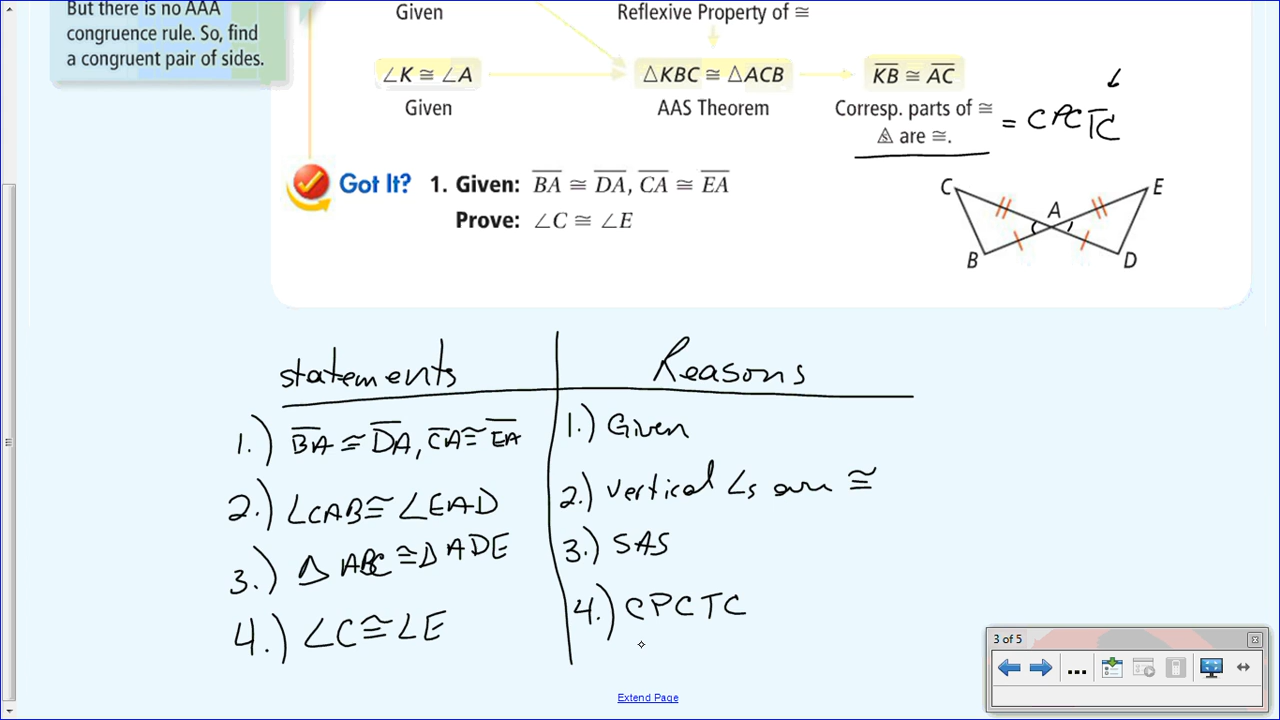 But there is no AAA
congruence rule. So, find
a congruent pair of sides.
Given
Reflexive Property of ≅
∠K ≅ ∠A
△KBC ≅ △ACB
KB ≅ AC
Given
AAS Theorem
Corresp. parts of ≅
▵s are ≅.
= CPCTC
Got It? 1. Given: BA ≅ DA, CA ≅ EA
Prove: ∠C ≅ ∠E
C
E
A
B
D
statements
Reasons
1.) BA ≅ DA, CA ≅ EA
1.) Given
2.) ∠CAB ≅ ∠EAD
2.) Vertical ∠s are ≅
3.) △ABC ≅ △ADE
3.) SAS
4.) ∠C ≅ ∠E
4.) CPCTC
3 of 5
Extend Page